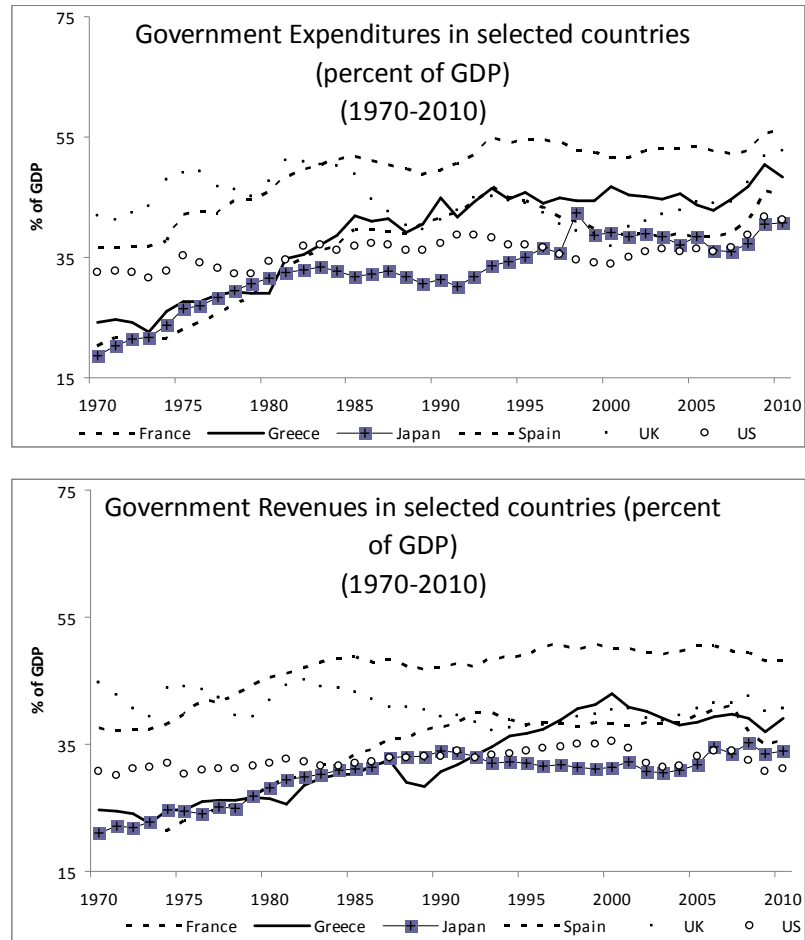 Government Expenditures in selected countries
(percent of GDP)
(1970-2010)
% of GDP
75
55
35
15
1970 1975 1980 1985 1990 1995 2000 2005 2010
France Greece Japan Spain UK US
Government Revenues in selected countries (percent
of GDP)
(1970-2010)
% of GDP
75
55
35
15
1970 1975 1980 1985 1990 1995 2000 2005 2010
France Greece Japan Spain UK US